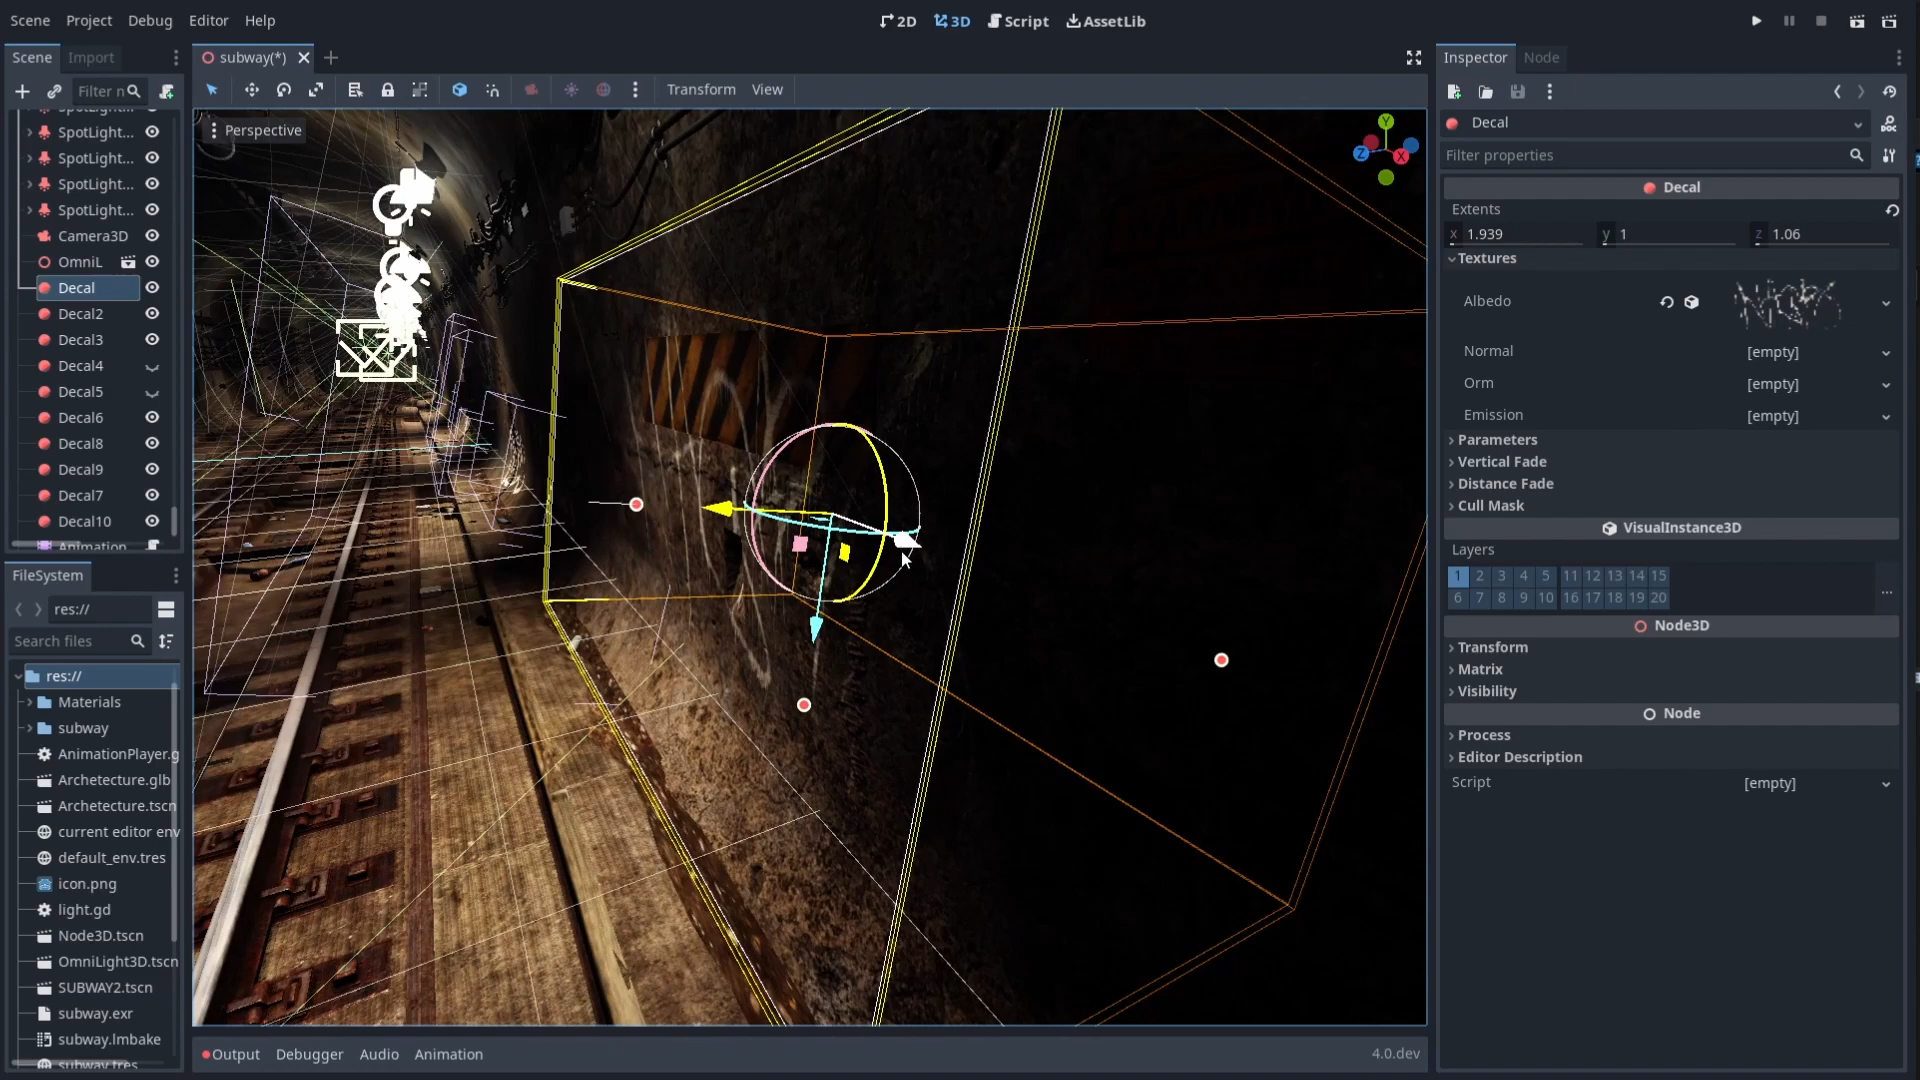 Scene Project Debug Editor Help
2D 3D Script AssetLib
Scene Import
subway(*)
Inspector Node
Filter n
Transform View
SpotLight...
SpotLight...
SpotLight...
SpotLight...
SpotLight...
Camera3D
OmniL
Decal
Decal2
Decal3
Decal4
Decal5
Decal6
Decal8
Decal9
Decal7
Decal10
Animation
Perspective
Y
Z
X
FileSystem
res://
Search files
res://
Materials
subway
AnimationPlayer.g
Archetecture.glb
Archetecture.tscn
current editor env
default_env.tres
icon.png
light.gd
Node3D.tscn
OmniLight3D.tscn
SUBWAY2.tscn
subway.exr
subway.lmbake
subway.tres
Output Debugger Audio Animation 4.0.dev
Decal
DOC
Filter properties
Decal
Extents
x 1.939 y 1 z 1.06
Textures
Albedo
Normal [empty]
Orm [empty]
Emission [empty]
Parameters
Vertical Fade
Distance Fade
Cull Mask
VisualInstance3D
Layers
1 2 3 4 5 11 12 13 14 15
6 7 8 9 10 16 17 18 19 20
...
Node3D
Transform
Matrix
Visibility
Node
Process
Editor Description
Script [empty]